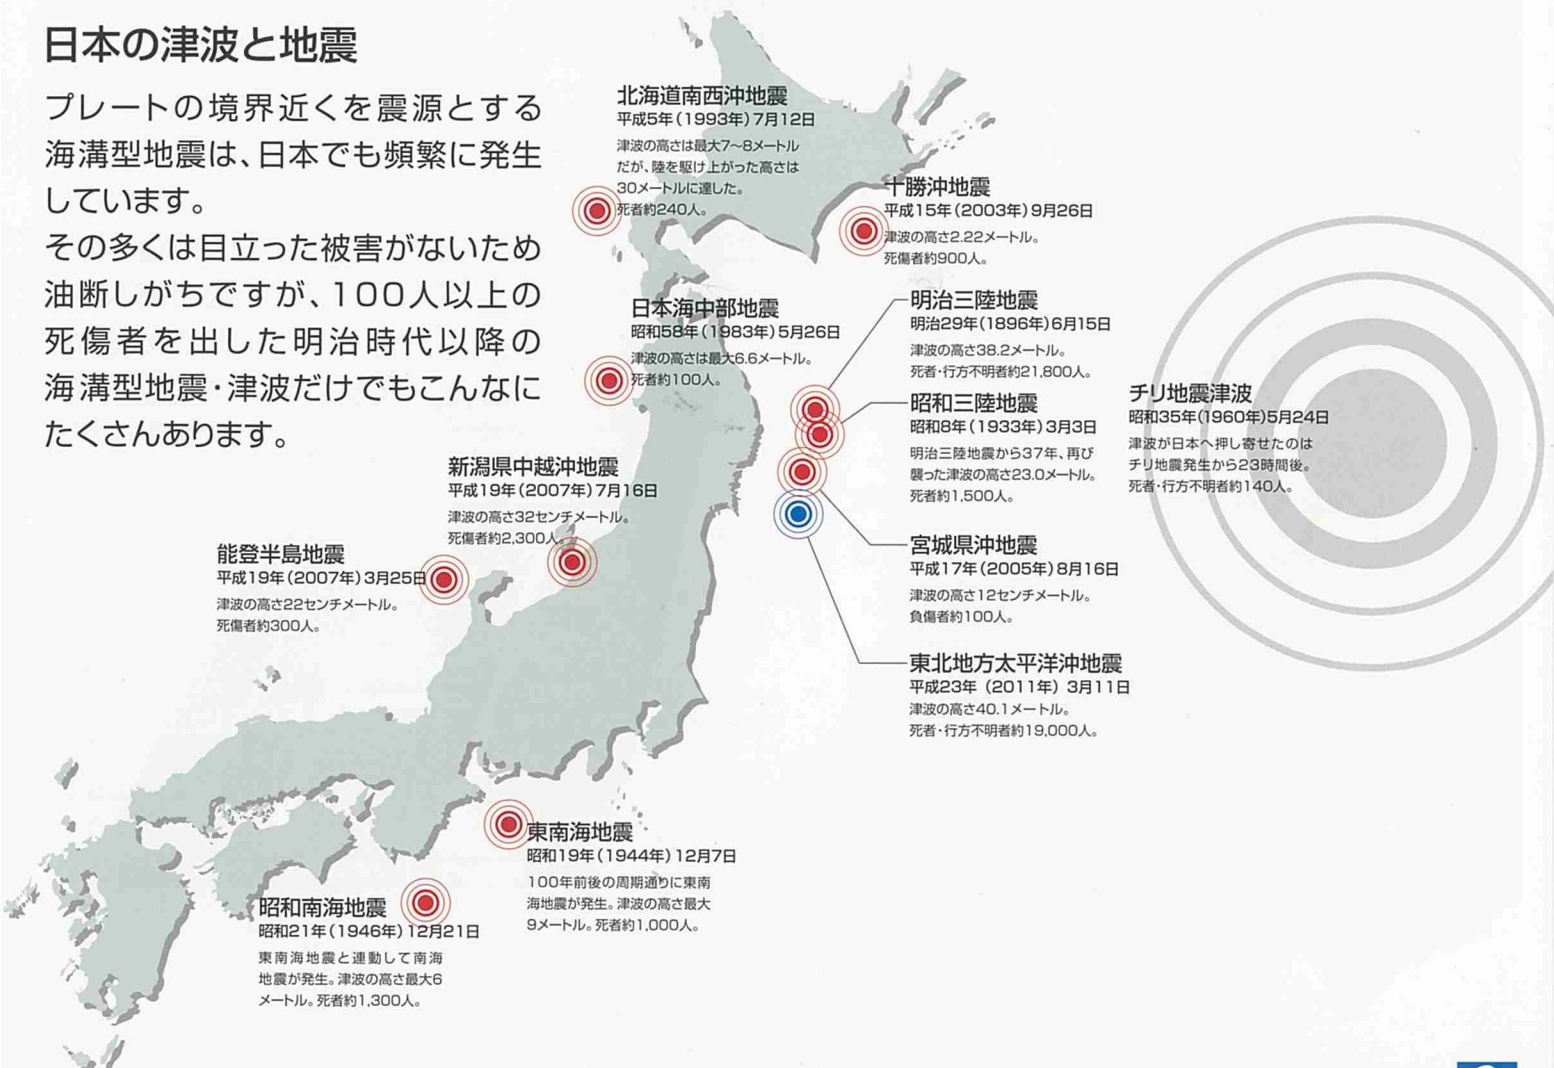 日本の津波と地震
プレートの境界近くを震源とする
海溝型地震は、日本でも頻繁に発生
しています。
その多くは目立った被害がないため
油断しがちですが、100人以上の
死傷者を出した明治時代以降の
海溝型地震・津波だけでもこんなに
たくさんあります。
北海道南西沖地震
平成5年(1993年)7月12日
津波の高さは最大7〜8メートル
だが、陸を駆け上がった高さは
30メートルに達した。
死者約240人。
十勝沖地震
平成15年(2003年)9月26日
津波の高さ2.22メートル。
死傷者約900人。
日本海中部地震
昭和58年(1983年)5月26日
津波の高さは最大6.6メートル。
死者約100人。
明治三陸地震
明治29年(1896年)6月15日
津波の高さ38.2メートル。
死者・行方不明者約21,800人。
昭和三陸地震
昭和8年(1933年)3月3日
明治三陸地震から37年、再び
襲った津波の高さ23.0メートル。
死者約1,500人。
チリ地震津波
昭和35年(1960年)5月24日
津波が日本へ押し寄せたのは
チリ地震発生から23時間後。
死者・行方不明者約140人。
新潟県中越沖地震
平成19年(2007年)7月16日
津波の高さ32センチメートル。
死傷者約2,300人。
能登半島地震
平成19年(2007年)3月25日
津波の高さ22センチメートル。
死傷者約300人。
宮城県沖地震
平成17年(2005年)8月16日
津波の高さ12センチメートル。
負傷者約100人。
東北地方太平洋沖地震
平成23年(2011年)3月11日
津波の高さ40.1メートル。
死者・行方不明者約19,000人。
東南海地震
昭和19年(1944年)12月7日
100年前後の周期通りに東南
海地震が発生。津波の高さ最大
9メートル。死者約1,000人。
昭和南海地震
昭和21年(1946年)12月21日
東南海地震と連動して南海
地震が発生。津波の高さ最大6
メートル。死者約1,300人。